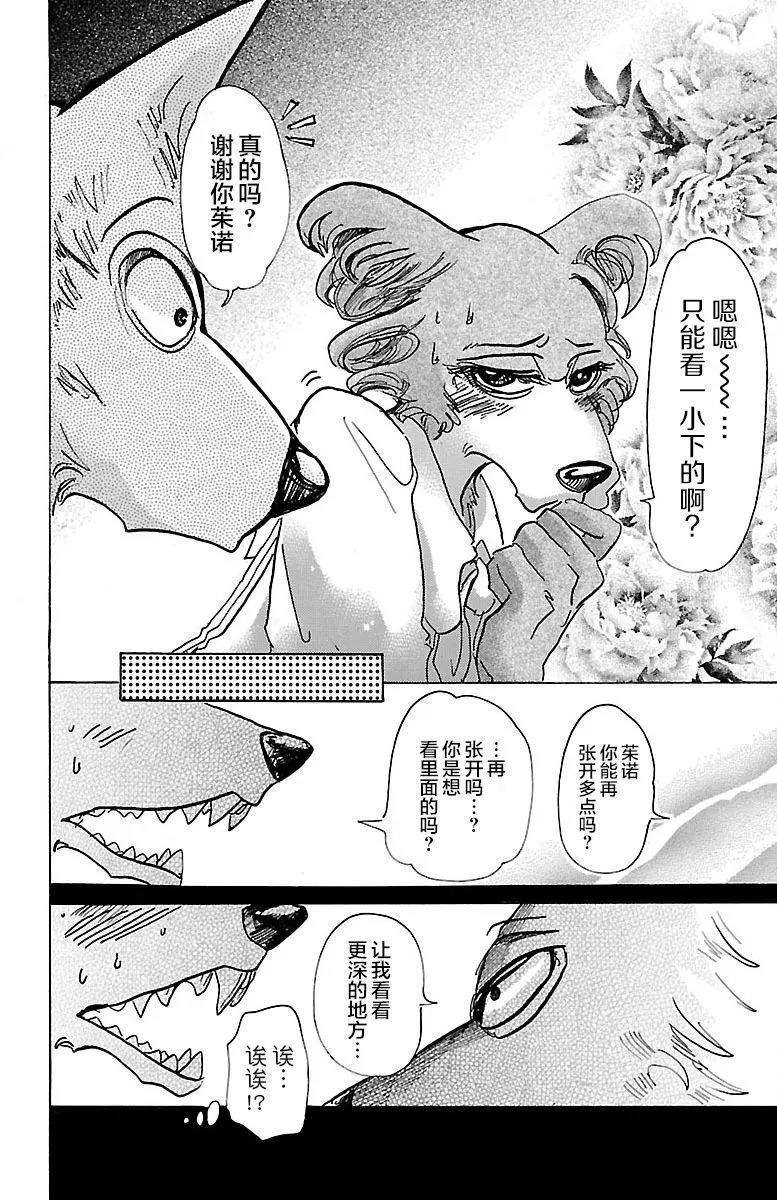 真的吗？
谢谢你茱诺
嗯嗯～…
只能看一小下的啊？
茱诺
你能再
张开多点吗？
…再
张开吗…？
你是想
看里面的吗？
让我看看
更深的地方…
诶…
诶诶!?